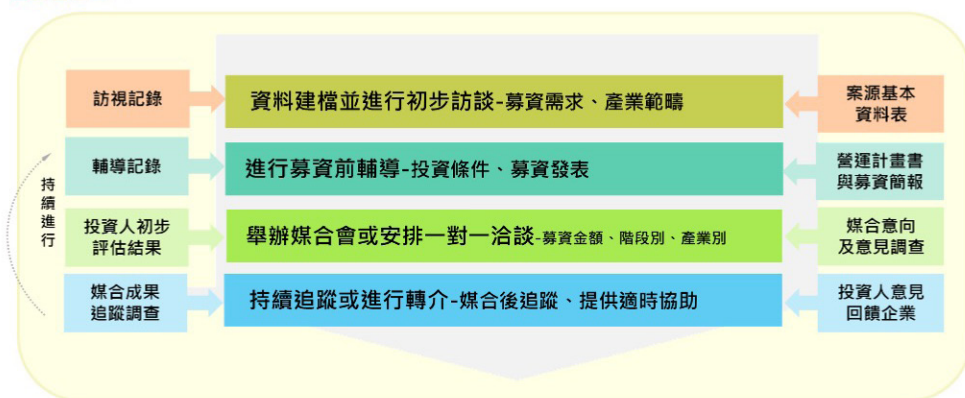 訪視記錄
資料建檔並進行初步訪談-募資需求、產業範疇
案源基本
資料表
輔導記錄
進行募資前輔導-投資條件、募資發表
營運計畫書
與募資簡報
持續進行
投資人初步
評估結果
舉辦媒合會或安排一對一洽談-募資金額、階段別、產業別
媒合意向
及意見調查
媒合成果
追蹤調查
持續追蹤或進行轉介-媒合後追蹤、提供適時協助
投資人意見
回饋企業